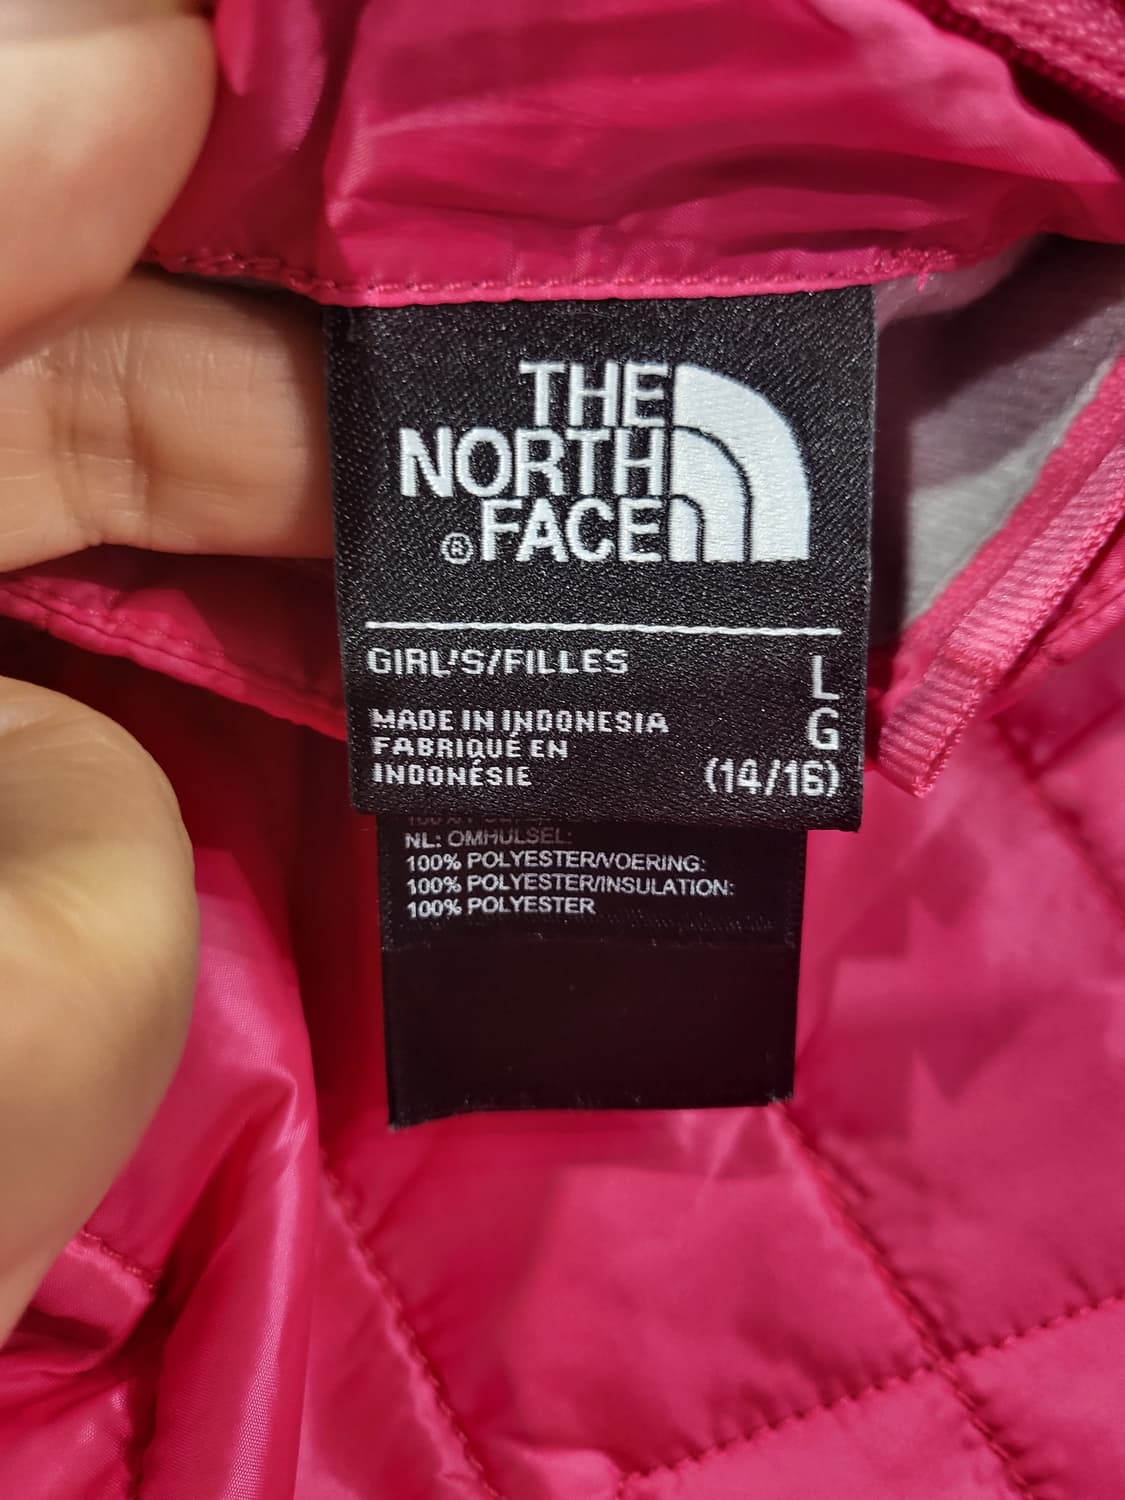 THE
NORTH
® FACE
GIRL'S/FILLES L
MADE IN INDONESIA G
FABRIQUÉ EN
INDONÉSIE (14/16)
NL: OMHULSEL:
100% POLYESTER/VOERING:
100% POLYESTER/INSULATION:
100% POLYESTER